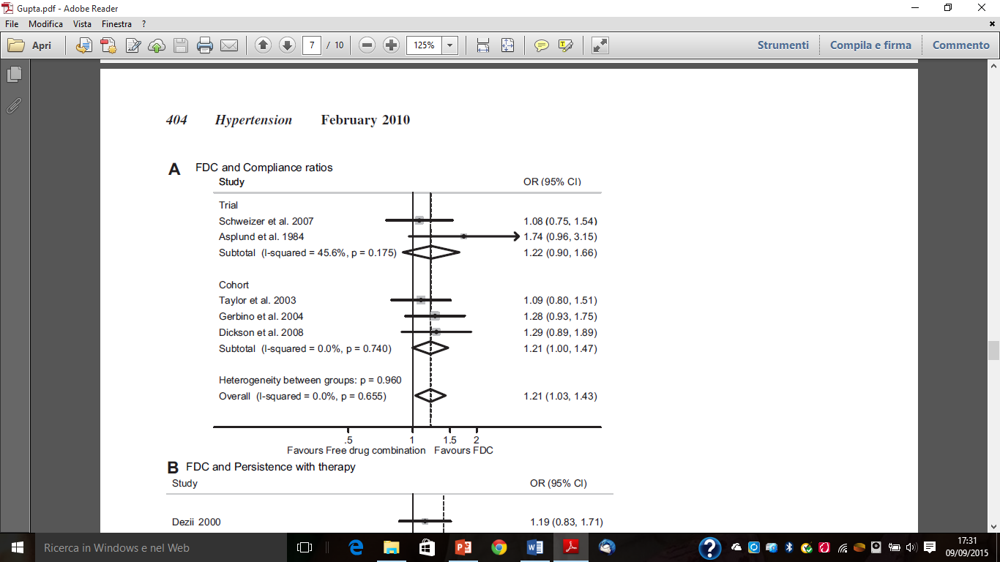 Gupta.pdf - Adobe Reader
File Modifica Vista Finestra ?
Apri 7 / 10 125% Strumenti Compila e firma Commento
404 Hypertension February 2010
A FDC and Compliance ratios
Study OR (95% CI)
Trial
Schweizer et al. 2007 1.08 (0.75, 1.54)
Asplund et al. 1984 1.74 (0.96, 3.15)
Subtotal (I-squared = 45.6%, p = 0.175) 1.22 (0.90, 1.66)
Cohort
Taylor et al. 2003 1.09 (0.80, 1.51)
Gerbino et al. 2004 1.28 (0.93, 1.75)
Dickson et al. 2008 1.29 (0.89, 1.89)
Subtotal (I-squared = 0.0%, p = 0.740) 1.21 (1.00, 1.47)
Heterogeneity between groups: p = 0.960
Overall (I-squared = 0.0%, p = 0.655) 1.21 (1.03, 1.43)
.5 1 1.5 2
Favours Free drug combination Favours FDC
B FDC and Persistence with therapy
Study OR (95% CI)
Dezii 2000 1.19 (0.83, 1.71)
Ricerca in Windows e nel Web
17:31
09/09/2015